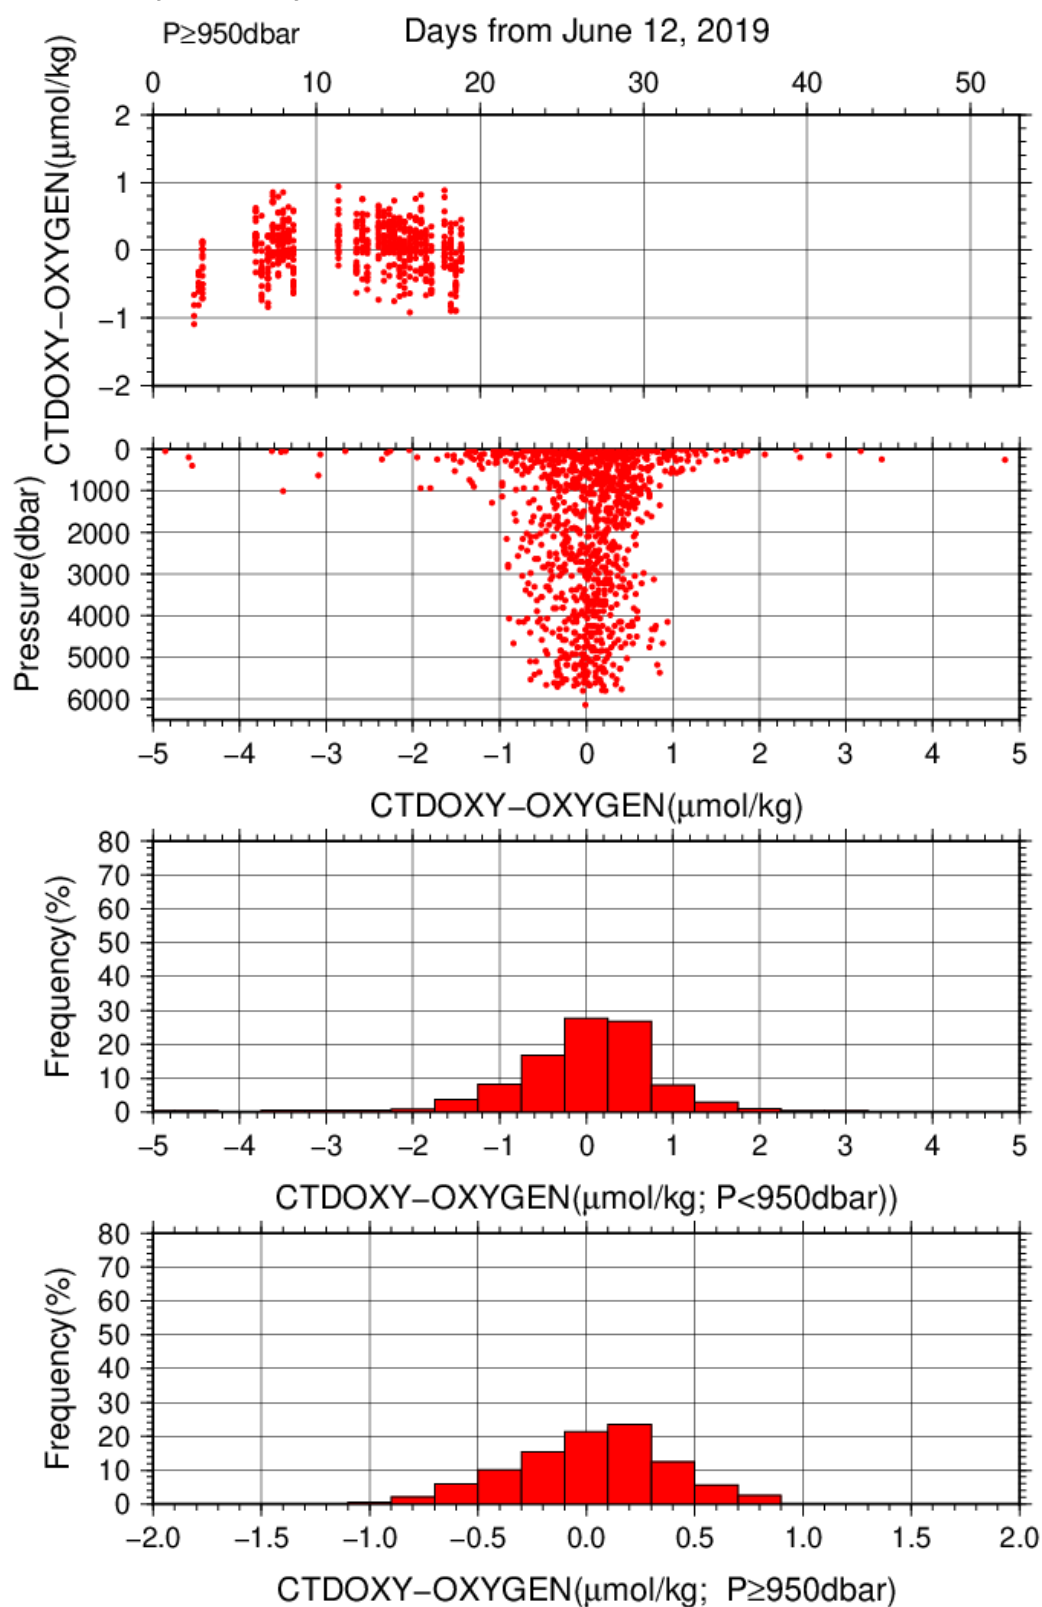 P≥950dbar
Days from June 12, 2019
0 10 20 30 40 50
CTDOXY−OXYGEN(μmol/kg)
2
1
0
−1
−2
Pressure(dbar)
0
1000
2000
3000
4000
5000
6000
−5 −4 −3 −2 −1 0 1 2 3 4 5
CTDOXY−OXYGEN(μmol/kg)
Frequency(%)
80
70
60
50
40
30
20
10
0
−5 −4 −3 −2 −1 0 1 2 3 4 5
CTDOXY−OXYGEN(μmol/kg; P<950dbar))
Frequency(%)
80
70
60
50
40
30
20
10
0
−2.0 −1.5 −1.0 −0.5 0.0 0.5 1.0 1.5 2.0
CTDOXY−OXYGEN(μmol/kg; P≥950dbar)